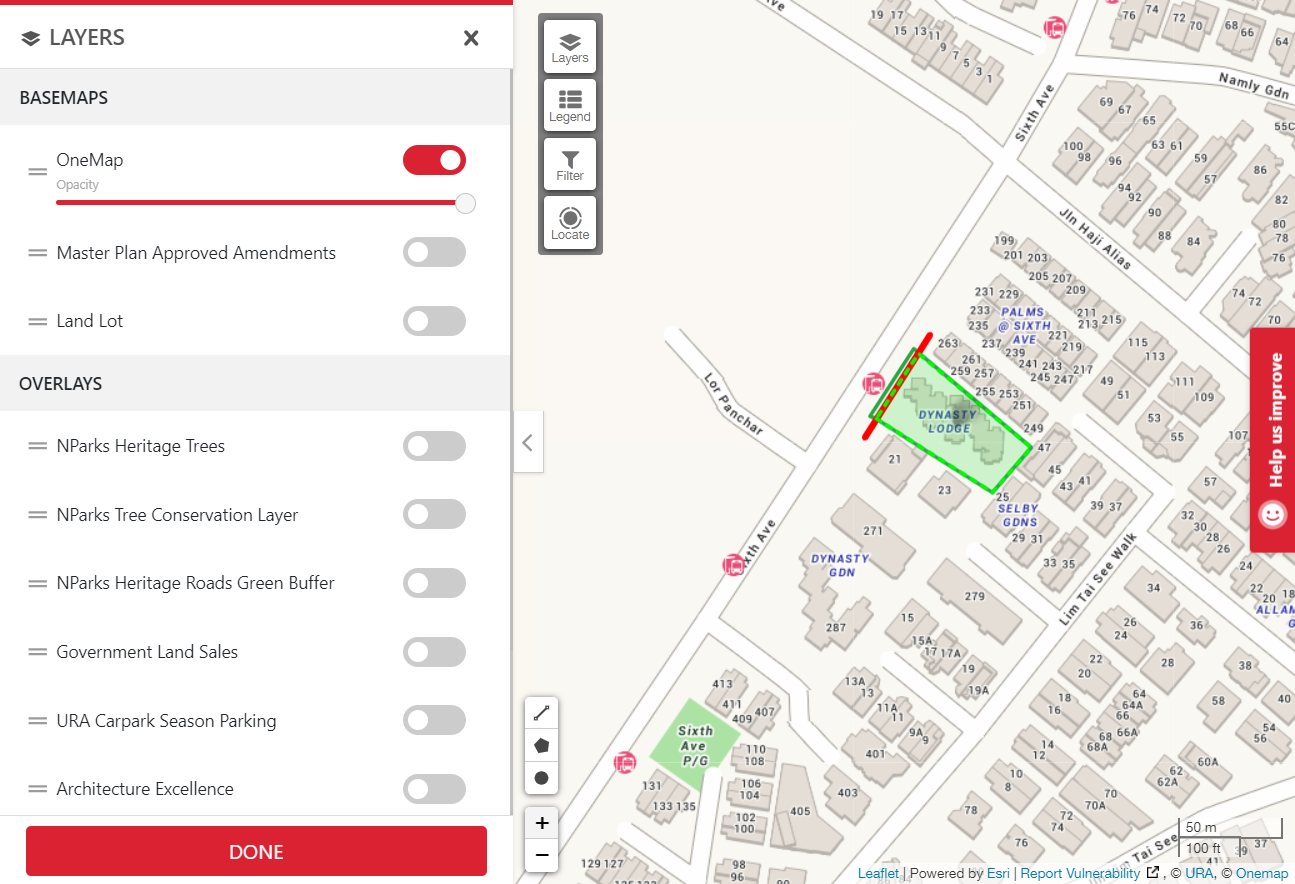 LAYERS
BASEMAPS
OneMap
Opacity
Master Plan Approved Amendments
Land Lot
OVERLAYS
NParks Heritage Trees
NParks Tree Conservation Layer
NParks Heritage Roads Green Buffer
Government Land Sales
URA Carpark Season Parking
Architecture Excellence
DONE
Layers
Legend
Filter
Locate
+
−
Ave
19 17
15 13 11
9
7
5
3
1
76
74
72
70
68
66
64
Namly Gdn
Sixth Ave
69
67
65
55C
100
98
96
63 61
59
57
86
94
92
90
88
84
82
80
78
76
Jln Haji Alias
199
201 203
205 207
209
231 229
233
235
PALMS
@ SIXTH
AVE
211
213 215
221
219
237
239
241 243
217
245 247
74
72
70
115
113
263
261
259 257
255 253
251
249
49
51
111
109
53
55
107
DYNASTY
LODGE
Lor Panchar
21
23
25
47
45
43 41
39 37
57
SELBY
GDNS
29 31
33 35
32
30
28
26
24
22
20 18
271
DYNASTY
GDN
Sixth Ave
279
287
Lim Tai See Walk
34
36
26
24
15
15A
17 17A
19
19A
22
20
28
38
40
13A
13
11A
11
9A
9
18
16
64
64A
66
66A
68
68A
58
56
54
413
411
409
407
Sixth
Ave
P/G
110
108
106
104
102
100
98
96
131
133 135
129 127
405
403
401
14
12
10
8
60A
62
62A
70
70A
72
74
76
78
Lim Tai See
39 37
41
50 m
100 ft
Help us improve
Leaflet | Powered by Esri | Report Vulnerability , © URA, © Onemap